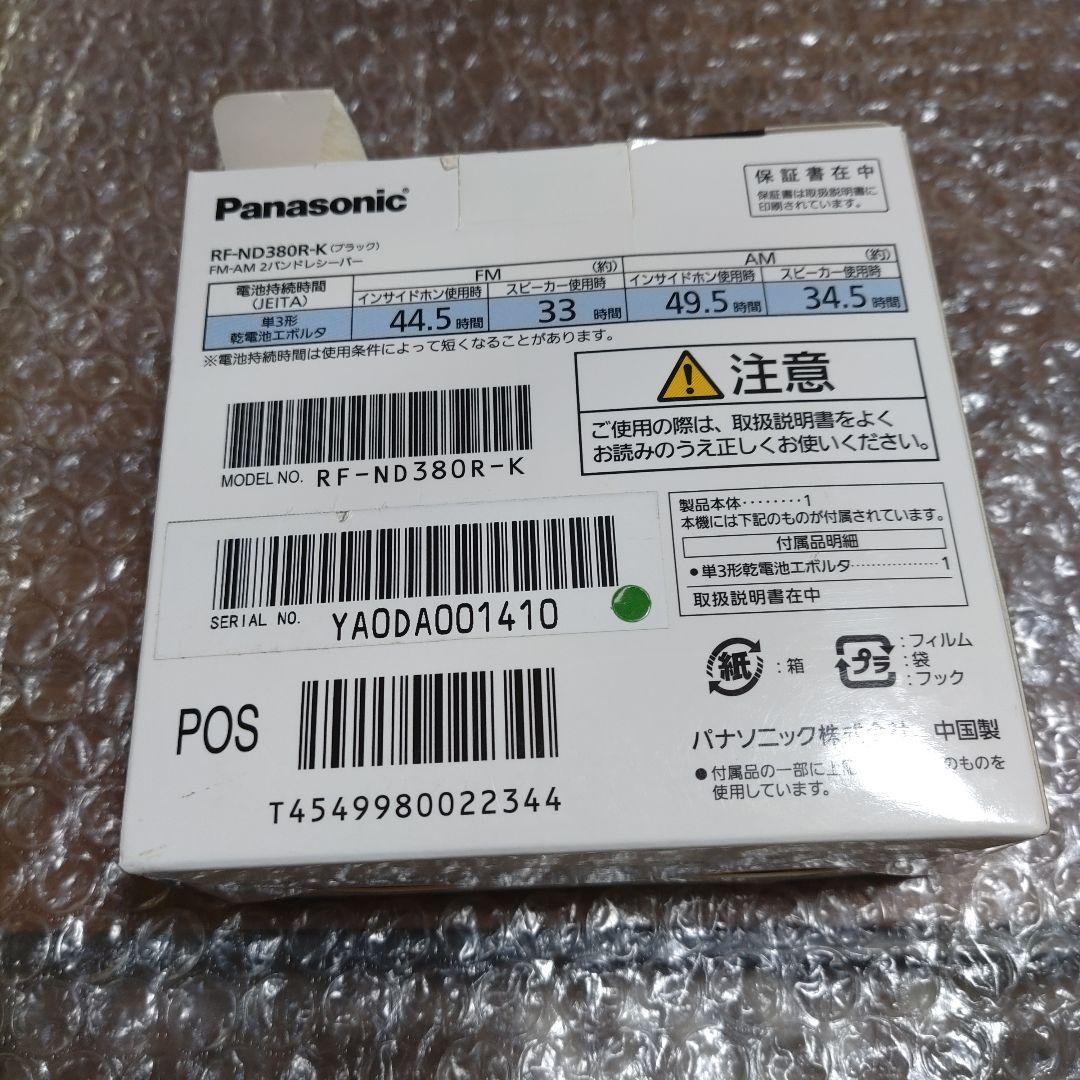 Panasonic®
保証書在中
保証書は取扱説明書に
印刷されています。
RF-ND380R-K(ブラック)
FM-AM 2バンドレシーバー
電池持続時間
(JEITA)
FM (約)
AM (約)
インサイドホン使用時
スピーカー使用時
インサイドホン使用時
スピーカー使用時
単3形
乾電池エボルタ
44.5時間
33 時間
49.5時間
34.5時間
※電池持続時間は使用条件によって短くなることがあります。
注意
ご使用の際は、取扱説明書をよく
お読みのうえ正しくお使いください。
MODEL NO. RF-ND380R-K
製品本体‥‥‥‥1
本機には下記のものが付属されています。
付属品明細
●単3形乾電池エボルタ‥‥‥‥‥‥1
取扱説明書在中
SERIAL NO. YA0DA001410
紙
:箱
プラ
:フィルム
:袋
:フック
POS
T4549980022344
パナソニック株式会社 中国製
●付属品の一部に上記 のものを
使用しています。